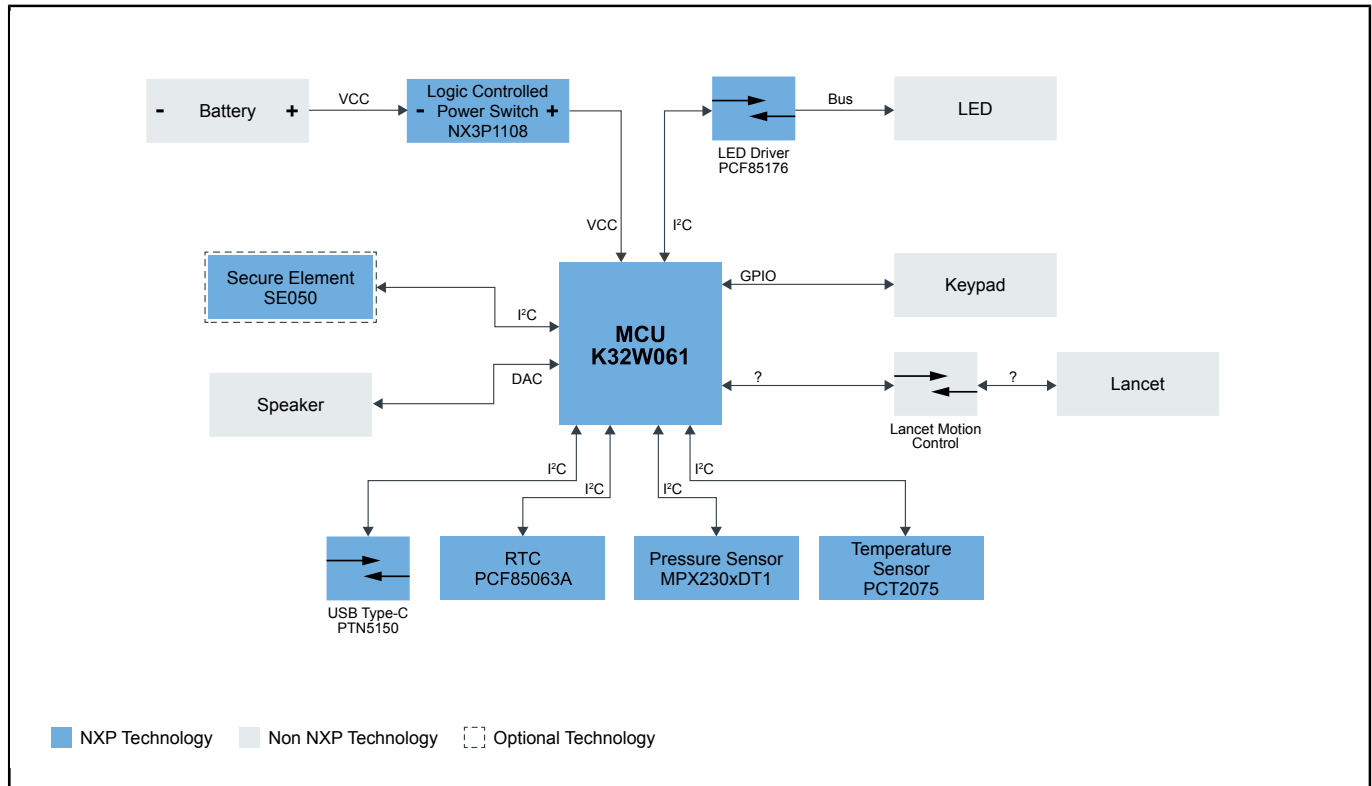 - Battery +
VCC
Logic Controlled
- Power Switch +
NX3P1108
LED Driver
PCF85176
Bus
LED
VCC
I²C
Secure Element
SE050
I²C
MCU
K32W061
GPIO
Keypad
Speaker
DAC
?
Lancet Motion
Control
?
Lancet
I²C
I²C
I²C
I²C
USB Type-C
PTN5150
RTC
PCF85063A
Pressure Sensor
MPX230xDT1
Temperature
Sensor
PCT2075
NXP Technology
Non NXP Technology
Optional Technology